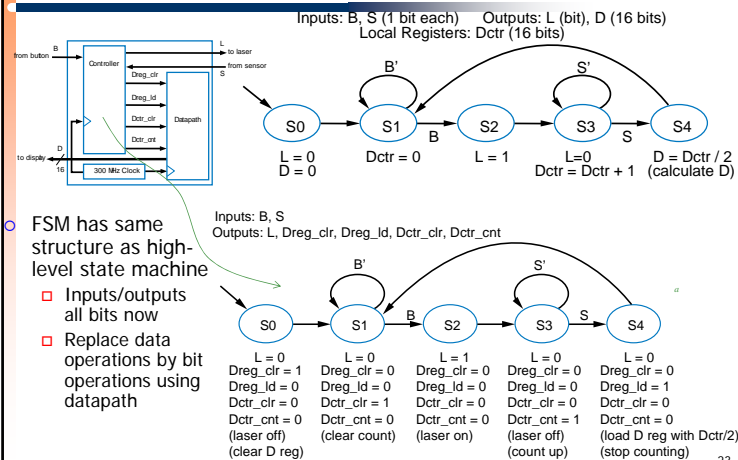 Inputs: B, S (1 bit each) Outputs: L (bit), D (16 bits)
Local Registers: Dctr (16 bits)
from button
B
L
to laser
from sensor
S
Controller
Dreg_clr
Dreg_ld
Dctr_clr
Dctr_cnt
Datapath
to display
D
16
300 MHz Clock
B'
S'
S0
S1
B
S2
S3
S
S4
L = 0
D = 0
Dctr = 0
L = 1
L=0
Dctr = Dctr + 1
D = Dctr / 2
(calculate D)
FSM has same
structure as high-
level state machine
Inputs/outputs
all bits now
Replace data
operations by bit
operations using
datapath
Inputs: B, S
Outputs: L, Dreg_clr, Dreg_ld, Dctr_clr, Dctr_cnt
B'
S'
a
S0
S1
B
S2
S3
S
S4
L = 0
Dreg_clr = 1
Dreg_ld = 0
Dctr_clr = 0
Dctr_cnt = 0
(laser off)
(clear D reg)
L = 0
Dreg_clr = 0
Dreg_ld = 0
Dctr_clr = 1
Dctr_cnt = 0
(clear count)
L = 1
Dreg_clr = 0
Dreg_ld = 0
Dctr_clr = 0
Dctr_cnt = 0
(laser on)
L = 0
Dreg_clr = 0
Dreg_ld = 0
Dctr_clr = 0
Dctr_cnt = 1
(laser off)
(count up)
L = 0
Dreg_clr = 0
Dreg_ld = 1
Dctr_clr = 0
Dctr_cnt = 0
(load D reg with Dctr/2)
(stop counting)